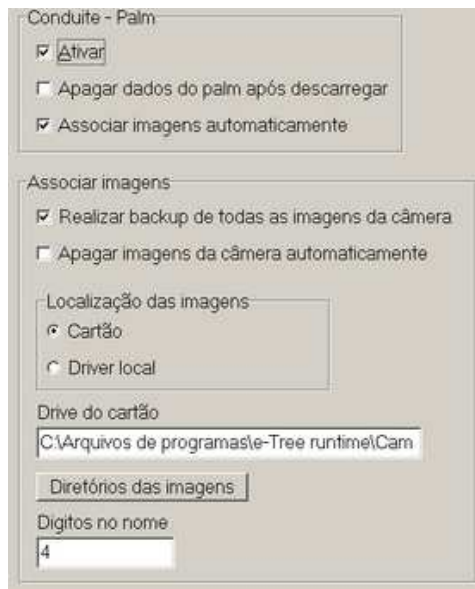 Conduite - Palm
Ativar
Apagar dados do palm após descarregar
Associar imagens automaticamente
Associar imagens
Realizar backup de todas as imagens da câmera
Apagar imagens da câmera automaticamente
Localização das imagens
Cartão
Driver local
Drive do cartão
C:\Arquivos de programas\e-Tree runtime\Cam
Diretórios das imagens
Digitos no nome
4